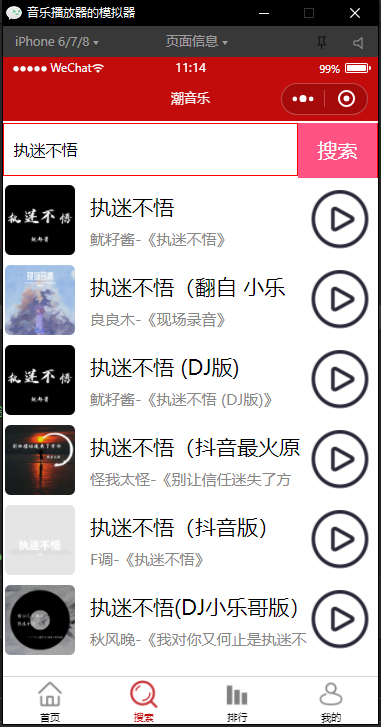 音乐播放器的模拟器
iPhone 6/7/8
页面信息
WeChat
11:14
99%
潮音乐
执迷不悟
搜索
执迷不悟
执迷不悟
鱿籽酱-《执迷不悟》
现场录音
执迷不悟（翻自 小乐
良良木-《现场录音》
执迷不悟
执迷不悟 (DJ版)
鱿籽酱-《执迷不悟 (DJ版)》
执迷不悟（抖音最火原
怪我太怪-《别让信任迷失了方
执迷不悟
执迷不悟（抖音版）
F调-《执迷不悟》
执迷不悟(DJ小乐哥版）
秋风晚-《我对你又何止是执迷不
首页
搜索
排行
我的